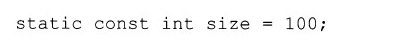 static const int size = 100;